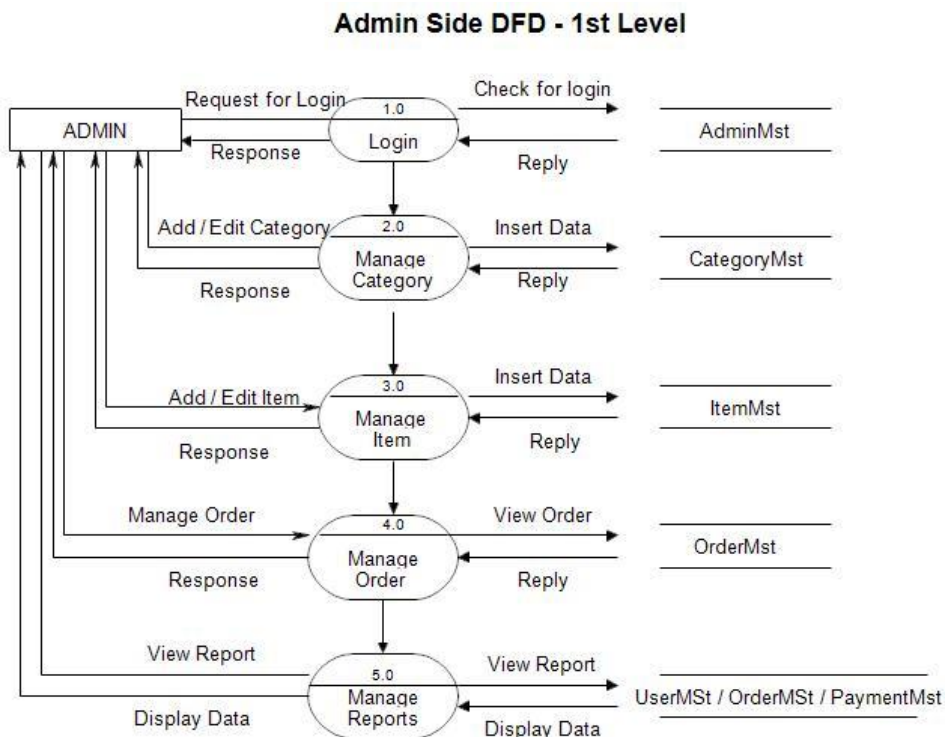 Admin Side DFD - 1st Level
Request for Login
Check for login
1.0
ADMIN
Login
AdminMst
Response
Reply
2.0
Add / Edit Category
Insert Data
Manage
Category
CategoryMst
Response
Reply
3.0
Insert Data
Add / Edit Item
Manage
Item
ItemMst
Response
Reply
Manage Order
4.0
View Order
Manage
Order
OrderMst
Response
Reply
View Report
5.0
View Report
Manage
Reports
UserMSt / OrderMSt / PaymentMst
Display Data
Display Data